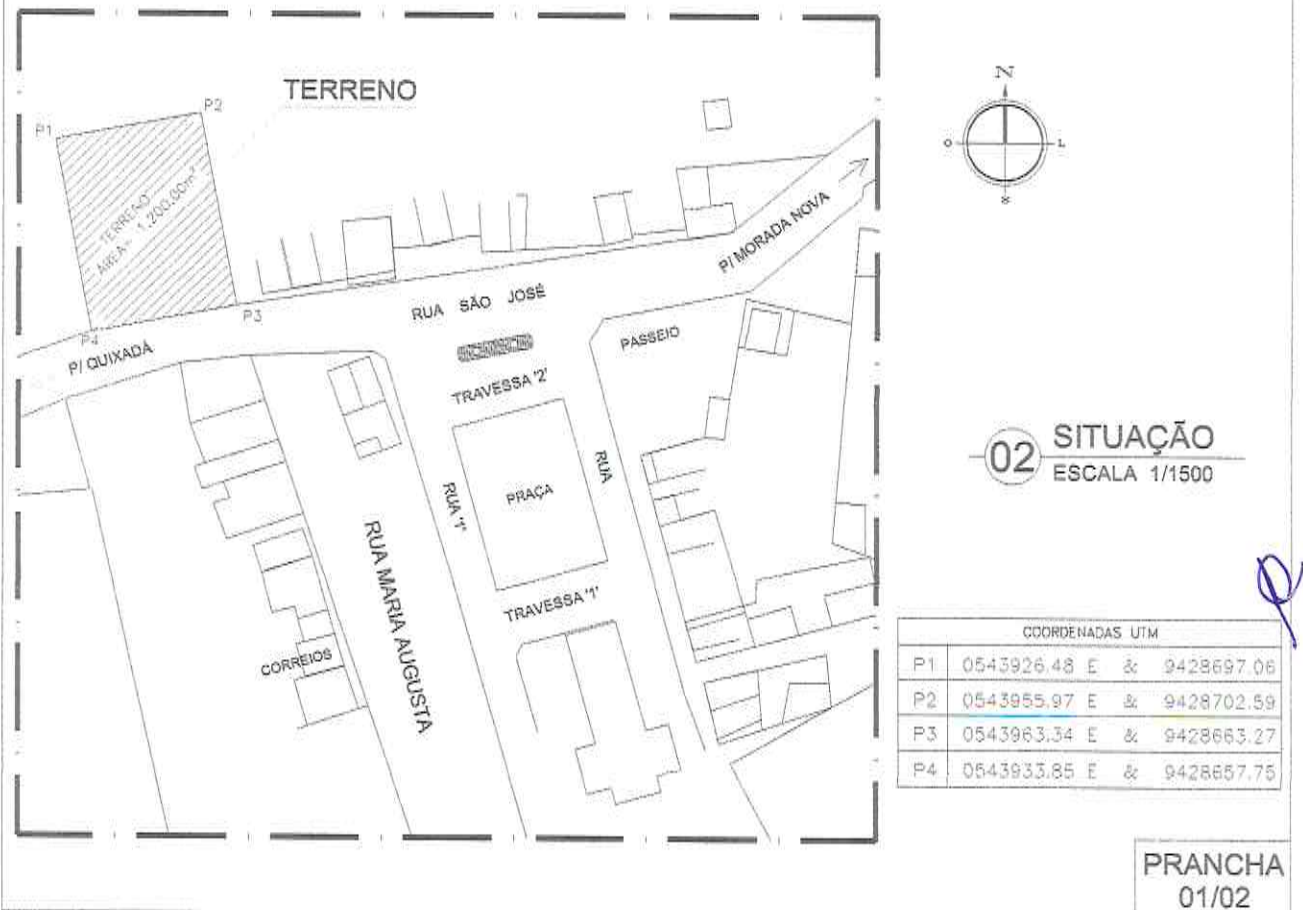 TERRENO
P1
P2
TERRENO
ÁREA= 1.200,00m²
P3
P4
P/ QUIXADÁ
RUA SÃO JOSÉ
P/ MORADA NOVA
PASSEIO
TRAVESSA '2'
PRAÇA
RUA
RUA '1'
RUA MARIA AUGUSTA
TRAVESSA '1'
CORREIOS
N
O
L
S
02
SITUAÇÃO
ESCALA 1/1500
COORDENADAS UTM
P1 0543926.48 E & 9428697.06
P2 0543955.97 E & 9428702.59
P3 0543963.34 E & 9428663.27
P4 0543933.85 E & 9428657.75
PRANCHA
01/02